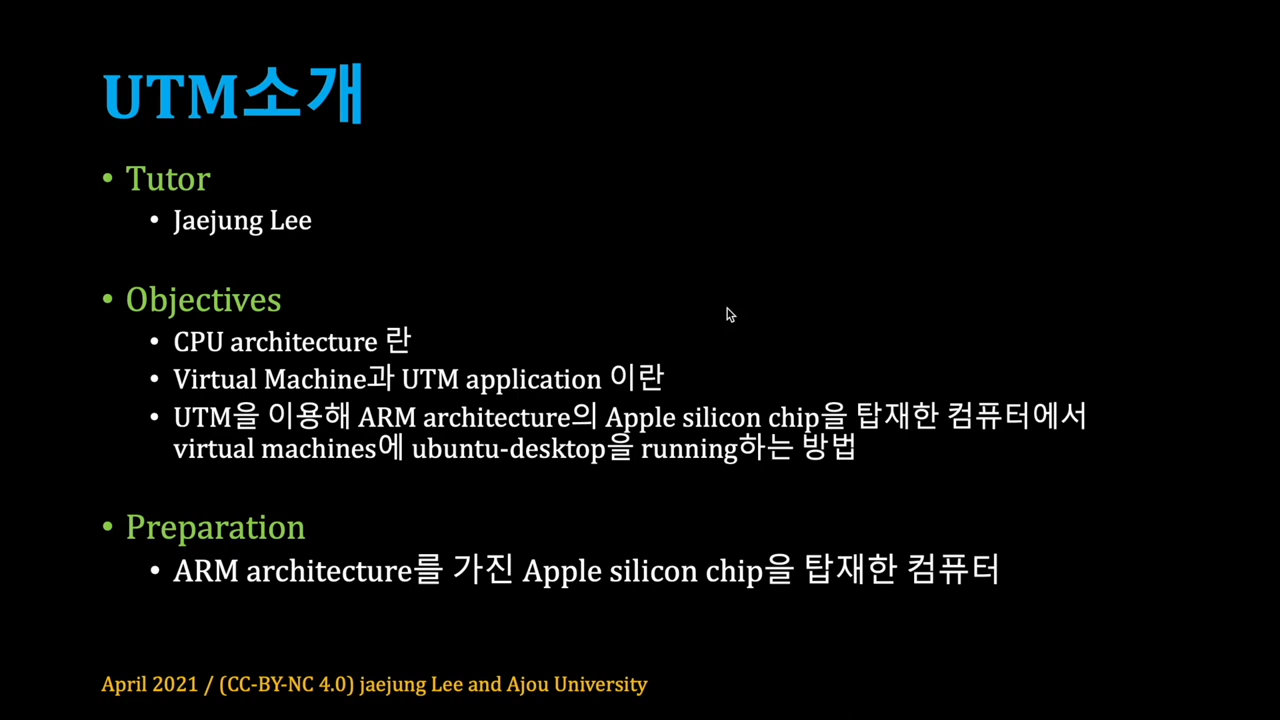 UTM소개
• Tutor
• Jaejung Lee
• Objectives
• CPU architecture 란
• Virtual Machine과 UTM application 이란
• UTM을 이용해 ARM architecture의 Apple silicon chip을 탑재한 컴퓨터에서
virtual machines에 ubuntu-desktop을 running하는 방법
• Preparation
• ARM architecture를 가진 Apple silicon chip을 탑재한 컴퓨터
April 2021 / (CC-BY-NC 4.0) jaejung Lee and Ajou University